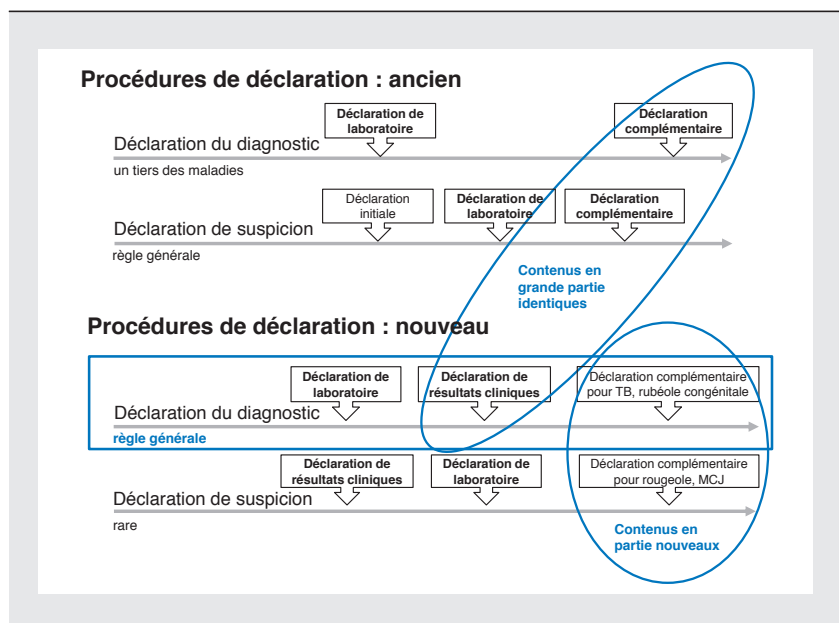 Procédures de déclaration : ancien
Déclaration de
laboratoire
Déclaration
complémentaire
Déclaration du diagnostic
un tiers des maladies
Déclaration
initiale
Déclaration de
laboratoire
Déclaration
complémentaire
Déclaration de suspicion
règle générale
Contenus en
grande partie
identiques
Procédures de déclaration : nouveau
Déclaration de
laboratoire
Déclaration de
résultats cliniques
Déclaration complémentaire
pour TB, rubéole congénitale
Déclaration du diagnostic
règle générale
Déclaration de
résultats cliniques
Déclaration de
laboratoire
Déclaration complémentaire
pour rougeole, MCJ
Déclaration de suspicion
rare
Contenus en
partie nouveaux